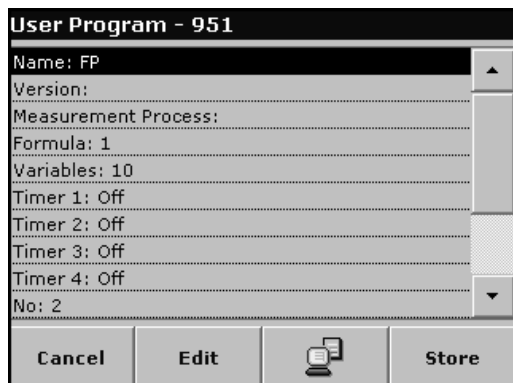 User Program - 951
Name: FP
Version:
Measurement Process:
Formula: 1
Variables: 10
Timer 1: Off
Timer 2: Off
Timer 3: Off
Timer 4: Off
No: 2
Cancel Edit Store